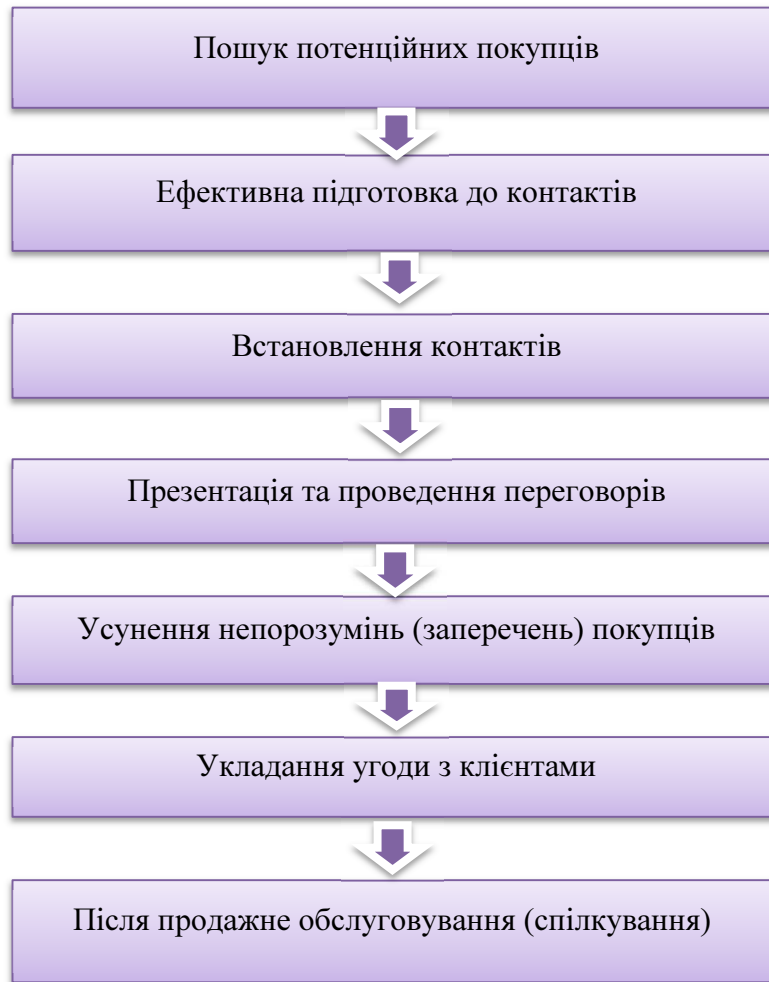 Пошук потенційних покупців
Ефективна підготовка до контактів
Встановлення контактів
Презентація та проведення переговорів
Усунення непорозумінь (заперечень) покупців
Укладання угоди з клієнтами
Після продажне обслуговування (спілкування)